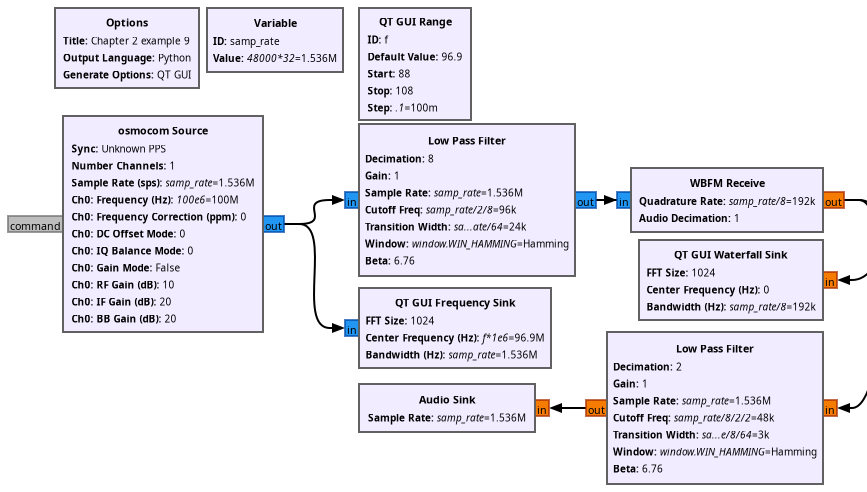 Options
Title: Chapter 2 example 9
Output Language: Python
Generate Options: QT GUI
Variable
ID: samp_rate
Value: 48000*32=1.536M
QT GUI Range
ID: f
Default Value: 96.9
Start: 88
Stop: 108
Step: .1=100m
osmocom Source
Sync: Unknown PPS
Number Channels: 1
Sample Rate (sps): samp_rate=1.536M
Ch0: Frequency (Hz): 100e6=100M
Ch0: Frequency Correction (ppm): 0
Ch0: DC Offset Mode: 0
Ch0: IQ Balance Mode: 0
Ch0: Gain Mode: False
Ch0: RF Gain (dB): 10
Ch0: IF Gain (dB): 20
Ch0: BB Gain (dB): 20
command
out
in
Low Pass Filter
Decimation: 8
Gain: 1
Sample Rate: samp_rate=1.536M
Cutoff Freq: samp_rate/2/8=96k
Transition Width: sa...ate/64=24k
Window: window.WIN_HAMMING=Hamming
Beta: 6.76
out
in
WBFM Receive
Quadrature Rate: samp_rate/8=192k
Audio Decimation: 1
out
QT GUI Waterfall Sink
FFT Size: 1024
Center Frequency (Hz): 0
Bandwidth (Hz): samp_rate/8=192k
in
in
QT GUI Frequency Sink
FFT Size: 1024
Center Frequency (Hz): f*1e6=96.9M
Bandwidth (Hz): samp_rate=1.536M
Low Pass Filter
Decimation: 2
Gain: 1
Sample Rate: samp_rate=1.536M
Cutoff Freq: samp_rate/8/2/2=48k
Transition Width: sa...e/8/64=3k
Window: window.WIN_HAMMING=Hamming
Beta: 6.76
in
out
Audio Sink
Sample Rate: samp_rate=1.536M
in